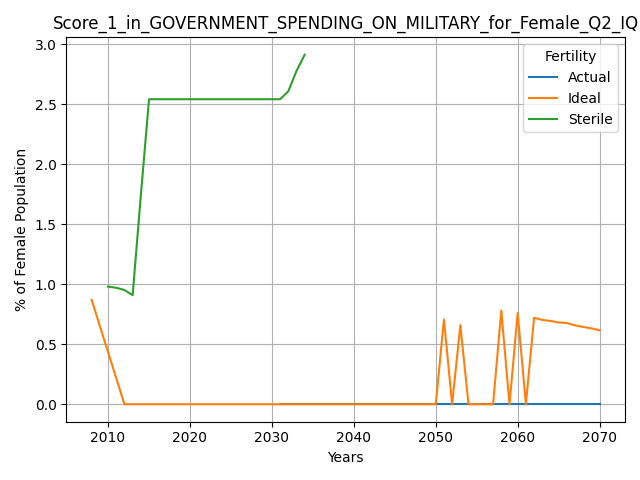 Score_1_in_GOVERNMENT_SPENDING_ON_MILITARY_for_Female_Q2_IQ
3.0
2.5
2.0
1.5
1.0
0.5
0.0
% of Female Population
Fertility
Actual
Ideal
Sterile
2010 2020 2030 2040 2050 2060 2070
Years